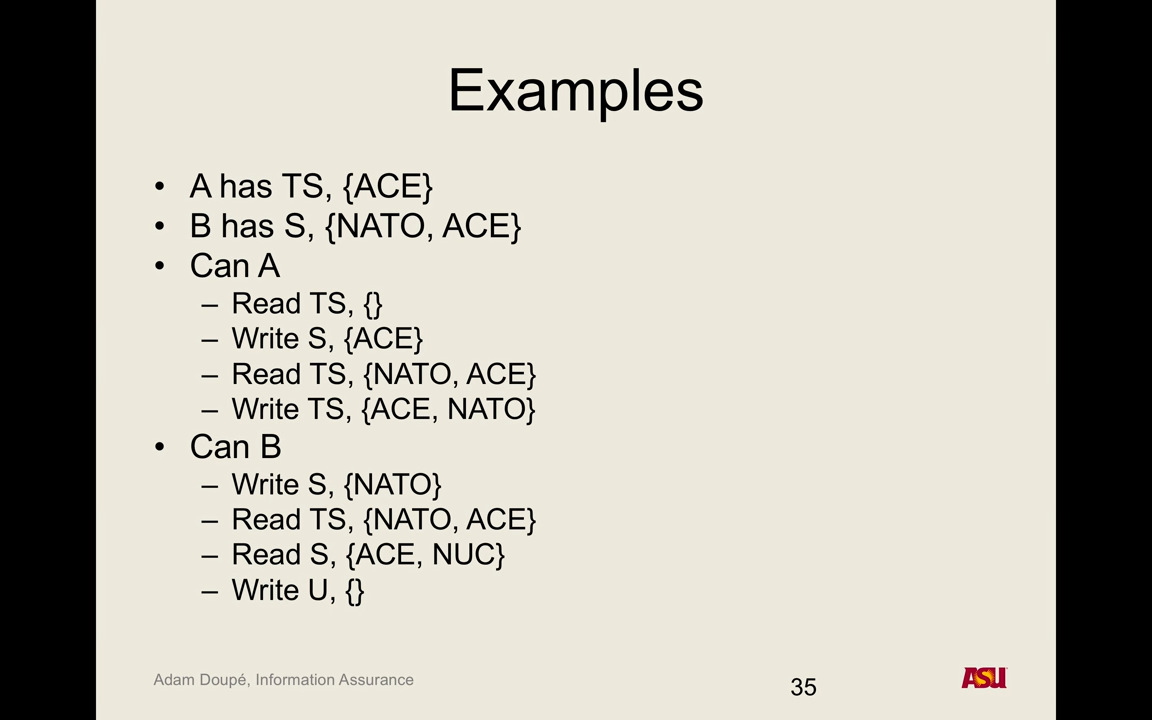 Examples
• A has TS, {ACE}
• B has S, {NATO, ACE}
• Can A
– Read TS, {}
– Write S, {ACE}
– Read TS, {NATO, ACE}
– Write TS, {ACE, NATO}
• Can B
– Write S, {NATO}
– Read TS, {NATO, ACE}
– Read S, {ACE, NUC}
– Write U, {}
Adam Doupé, Information Assurance
35
ASU